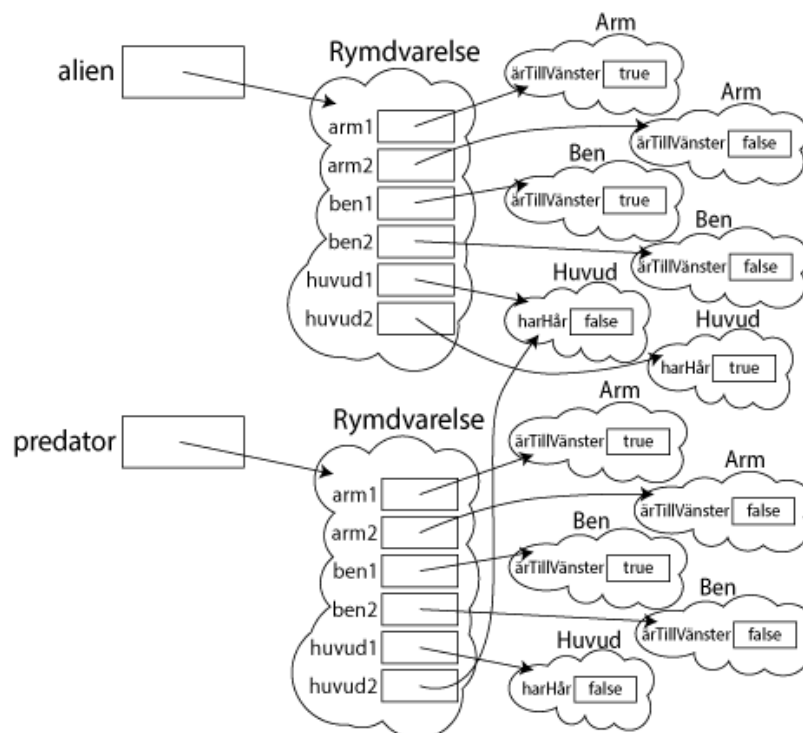 alien
Rymdvarelse
arm1
arm2
ben1
ben2
huvud1
huvud2
Arm
ärTillVänster true
Arm
ärTillVänster false
Ben
ärTillVänster true
Ben
ärTillVänster false
Huvud
harHår false
Huvud
harHår true
predator
Rymdvarelse
arm1
arm2
ben1
ben2
huvud1
huvud2
Arm
ärTillVänster true
Arm
ärTillVänster false
Ben
ärTillVänster true
Ben
ärTillVänster false
Huvud
harHår false